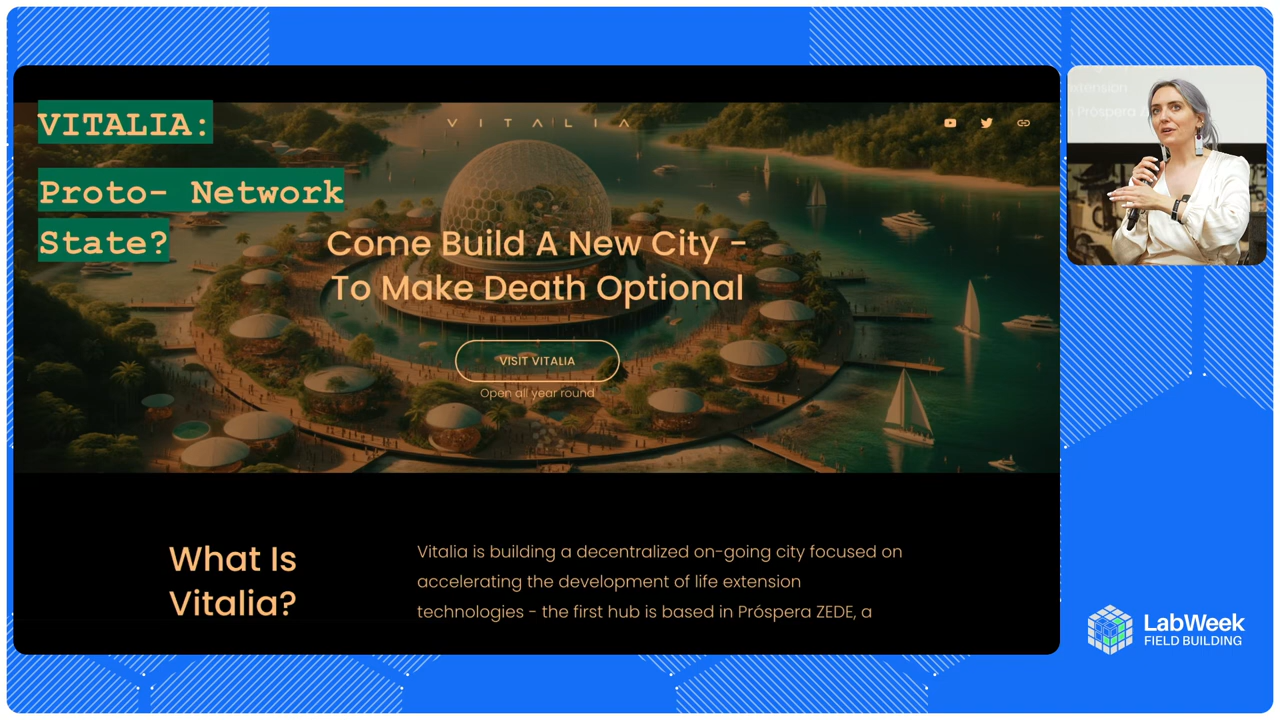 VITALIA:
Proto- Network
State?
VITALIA
Come Build A New City -
To Make Death Optional
VISIT VITALIA
Open all year round
What Is
Vitalia?
Vitalia is building a decentralized on-going city focused on
accelerating the development of life extension
technologies - the first hub is based in Próspera ZEDE, a
extension
Próspera
LabWeek
FIELD BUILDING